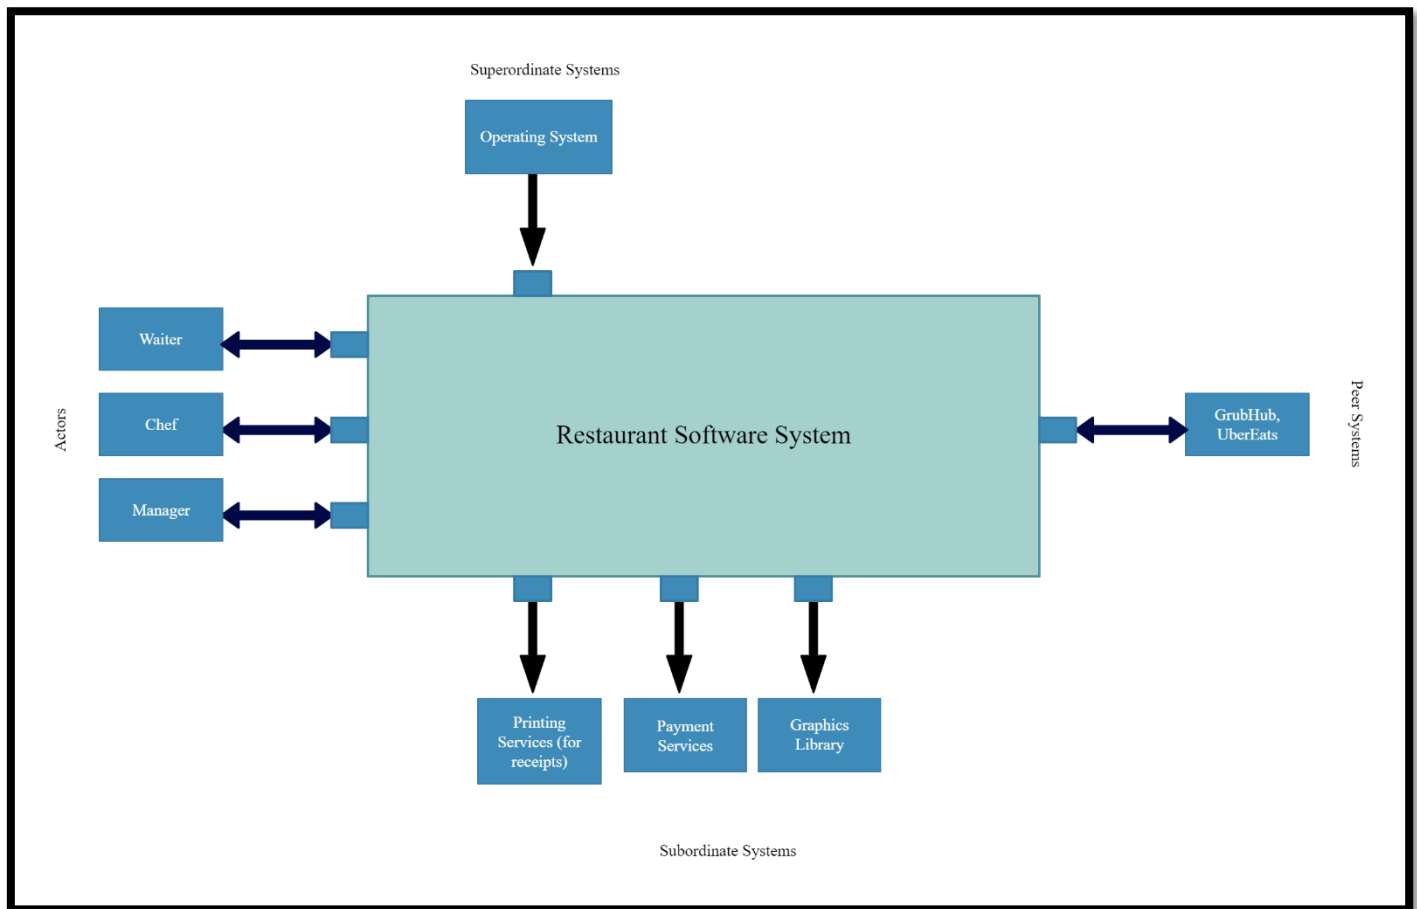 Superordinate Systems
Operating System
Waiter
Chef
Manager
Actors
Restaurant Software System
GrubHub,
UberEats
Peer Systems
Printing
Services (for
receipts)
Payment
Services
Graphics
Library
Subordinate Systems